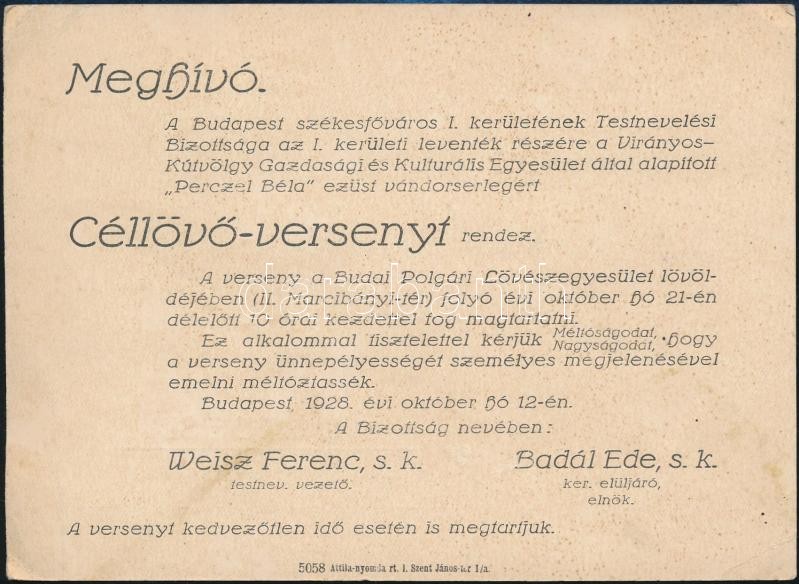 Meghívó.
A Budapest székesfőváros I. kerületének Testnevelési
Bizottsága az I. kerületi leventék részére a Virányos-
Kútvölgy Gazdasági és Kulturális Egyesület által alapított
„Perczel Béla" ezüst vándorserlegért
Céllövő-versenyt rendez.
A verseny a Budai Polgári Lövészegyesület lövöl-
déjében (II. Marcibányi-tér) folyó évi október hó 21-én
délelőtt 10 órai kezdettel fog magtartatni.
Ez alkalommal tisztelettel kérjük Méltóságodat, Nagyságodat, hogy
a verseny ünnepélyességét személyes megjelenésével
emelni méltóztassék.
Budapest, 1928. évi október hó 12-én.
A Bizottság nevében:
Weisz Ferenc, s. k. Badál Ede, s. k.
testnev. vezető. ker. elüljáró,
elnök.
A versenyt kedvezőtlen idő esetén is megtartjuk.
5058 Attila-nyomda rt. I. Szent János-tér 1/a.
darabanth